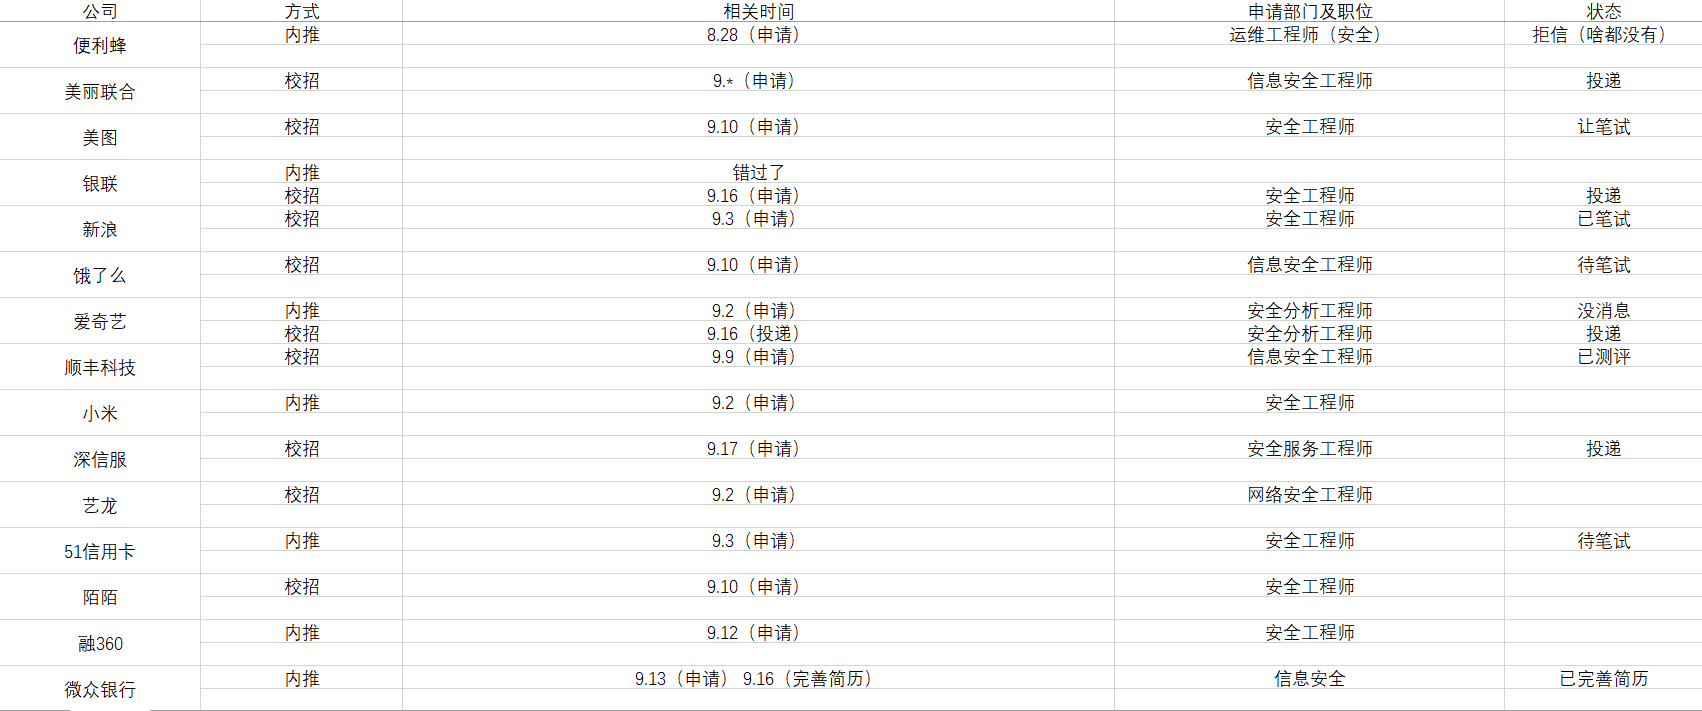 公司 方式 相关时间 申请部门及职位 状态
便利蜂 内推 8.28（申请） 运维工程师（安全） 拒信（啥都没有）
美丽联合 校招 9.*（申请） 信息安全工程师 投递
美图 校招 9.10（申请） 安全工程师 让笔试
银联 内推 错过了
校招 9.16（申请） 安全工程师 投递
新浪 校招 9.3（申请） 安全工程师 已笔试
饿了么 校招 9.10（申请） 信息安全工程师 待笔试
爱奇艺 内推 9.2（申请） 安全分析工程师 没消息
校招 9.16（投递） 安全分析工程师 投递
顺丰科技 校招 9.9（申请） 信息安全工程师 已测评
小米 内推 9.2（申请） 安全工程师
深信服 校招 9.17（申请） 安全服务工程师 投递
艺龙 校招 9.2（申请） 网络安全工程师
51信用卡 内推 9.3（申请） 安全工程师 待笔试
陌陌 校招 9.10（申请） 安全工程师
融360 内推 9.12（申请） 安全工程师
微众银行 内推 9.13（申请） 9.16（完善简历） 信息安全 已完善简历